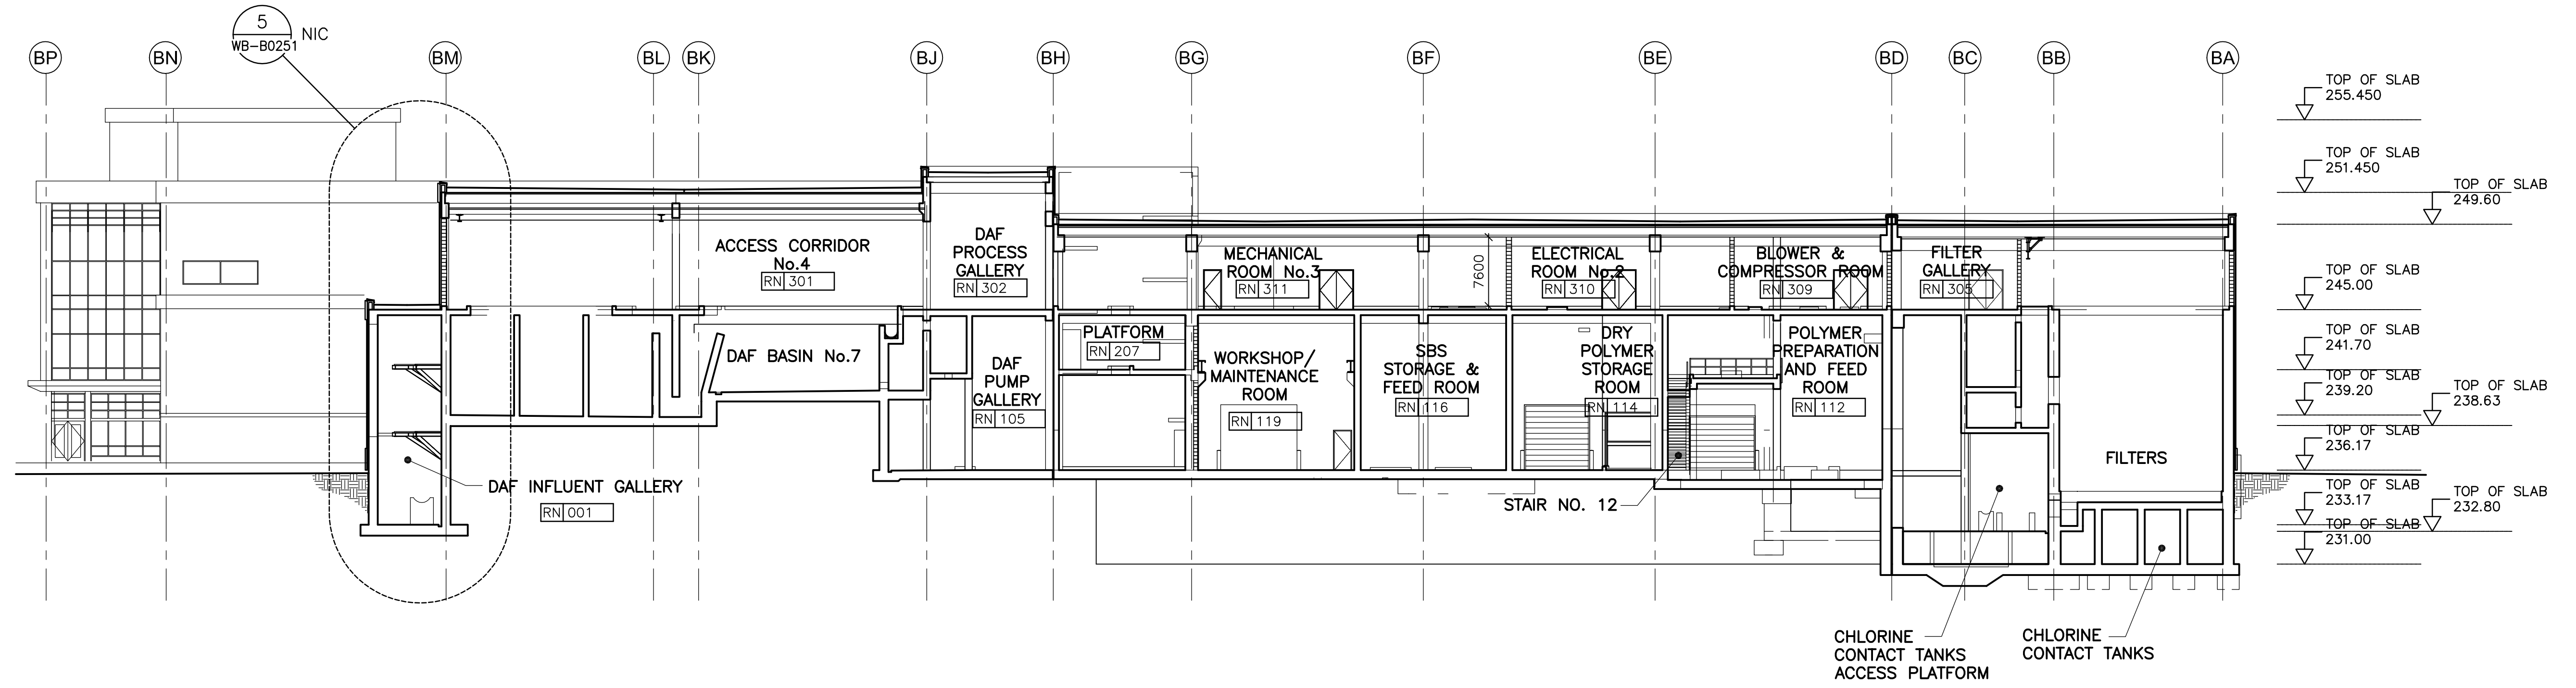 5
WB-B0251
NIC
BP
BN
BM
BL
BK
BJ
BH
BG
BF
BE
BD
BC
BB
BA
TOP OF SLAB
255.450
TOP OF SLAB
251.450
TOP OF SLAB
249.60
TOP OF SLAB
245.00
TOP OF SLAB
241.70
TOP OF SLAB
239.20
TOP OF SLAB
238.63
TOP OF SLAB
236.17
TOP OF SLAB
233.17
TOP OF SLAB
232.80
TOP OF SLAB
231.00
ACCESS CORRIDOR
No.4
RN 301
DAF
PROCESS
GALLERY
RN 302
MECHANICAL
ROOM No.3
RN 311
7600
ELECTRICAL
ROOM No.2
RN 310
BLOWER &
COMPRESSOR ROOM
RN 309
FILTER
GALLERY
RN 305
DAF BASIN No.7
DAF
PUMP
GALLERY
RN 105
PLATFORM
RN 207
WORKSHOP/
MAINTENANCE
ROOM
RN 119
SBS
STORAGE &
FEED ROOM
RN 116
DRY
POLYMER
STORAGE
ROOM
RN 114
POLYMER
PREPARATION
AND FEED
ROOM
RN 112
FILTERS
DAF INFLUENT GALLERY
RN 001
STAIR NO. 12
CHLORINE
CONTACT TANKS
ACCESS PLATFORM
CHLORINE
CONTACT TANKS